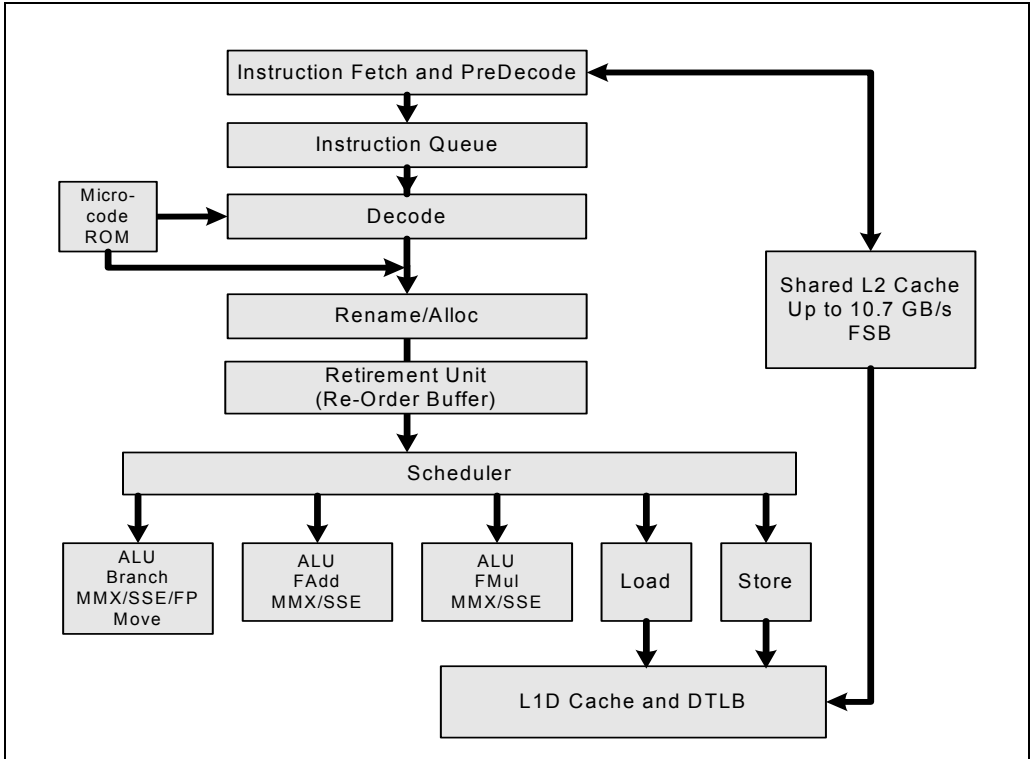 Instruction Fetch and PreDecode
Instruction Queue
Micro-
code
ROM
Decode
Shared L2 Cache
Up to 10.7 GB/s
FSB
Rename/Alloc
Retirement Unit
(Re-Order Buffer)
Scheduler
ALU
Branch
MMX/SSE/FP
Move
ALU
FAdd
MMX/SSE
ALU
FMul
MMX/SSE
Load
Store
L1D Cache and DTLB